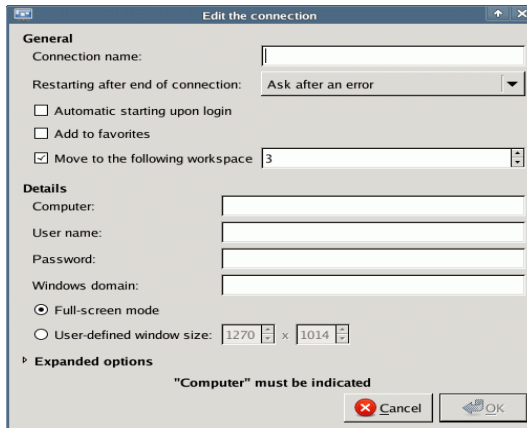 Edit the connection
General
Connection name:
Restarting after end of connection: Ask after an error
Automatic starting upon login
Add to favorites
Move to the following workspace 3
Details
Computer:
User name:
Password:
Windows domain:
Full-screen mode
User-defined window size: 1270 x 1014
Expanded options
"Computer" must be indicated
Cancel OK